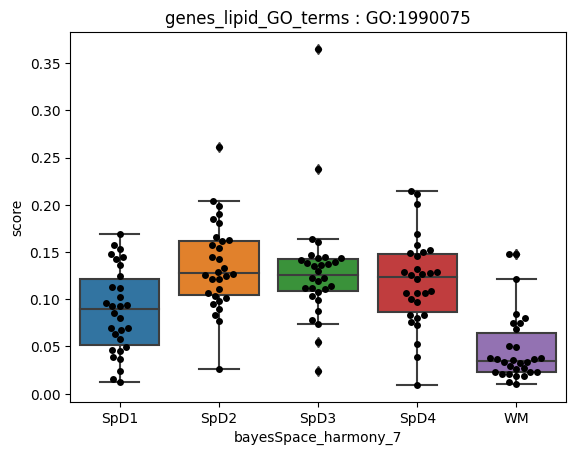 genes_lipid_GO_terms : GO:1990075
0.35
0.30
0.25
0.20
0.15
0.10
0.05
0.00
score
SpD1 SpD2 SpD3 SpD4 WM
bayesSpace_harmony_7